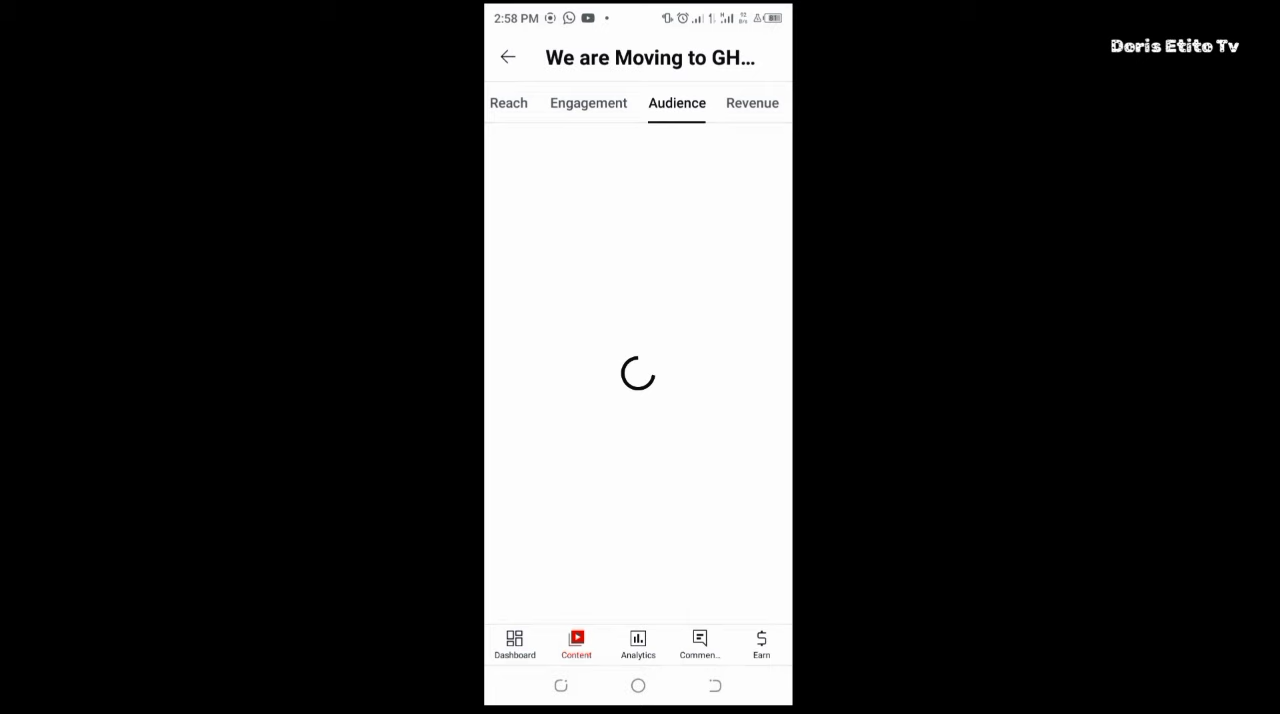 2:58 PM
Doris Etito Tv
We are Moving to GH...
Reach Engagement Audience Revenue
Dashboard Content Analytics Commen... Earn